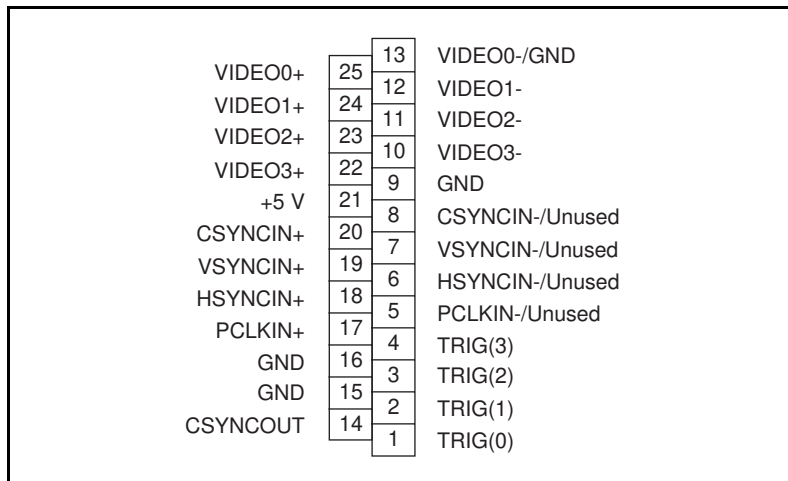 13 VIDEO0-/GND
VIDEO0+ 25
12 VIDEO1-
VIDEO1+ 24
11 VIDEO2-
VIDEO2+ 23
10 VIDEO3-
VIDEO3+ 22
9 GND
+5 V 21
8 CSYNCIN-/Unused
CSYNCIN+ 20
7 VSYNCIN-/Unused
VSYNCIN+ 19
6 HSYNCIN-/Unused
HSYNCIN+ 18
5 PCLKIN-/Unused
PCLKIN+ 17
4 TRIG(3)
GND 16
3 TRIG(2)
GND 15
2 TRIG(1)
CSYNCOUT 14
1 TRIG(0)